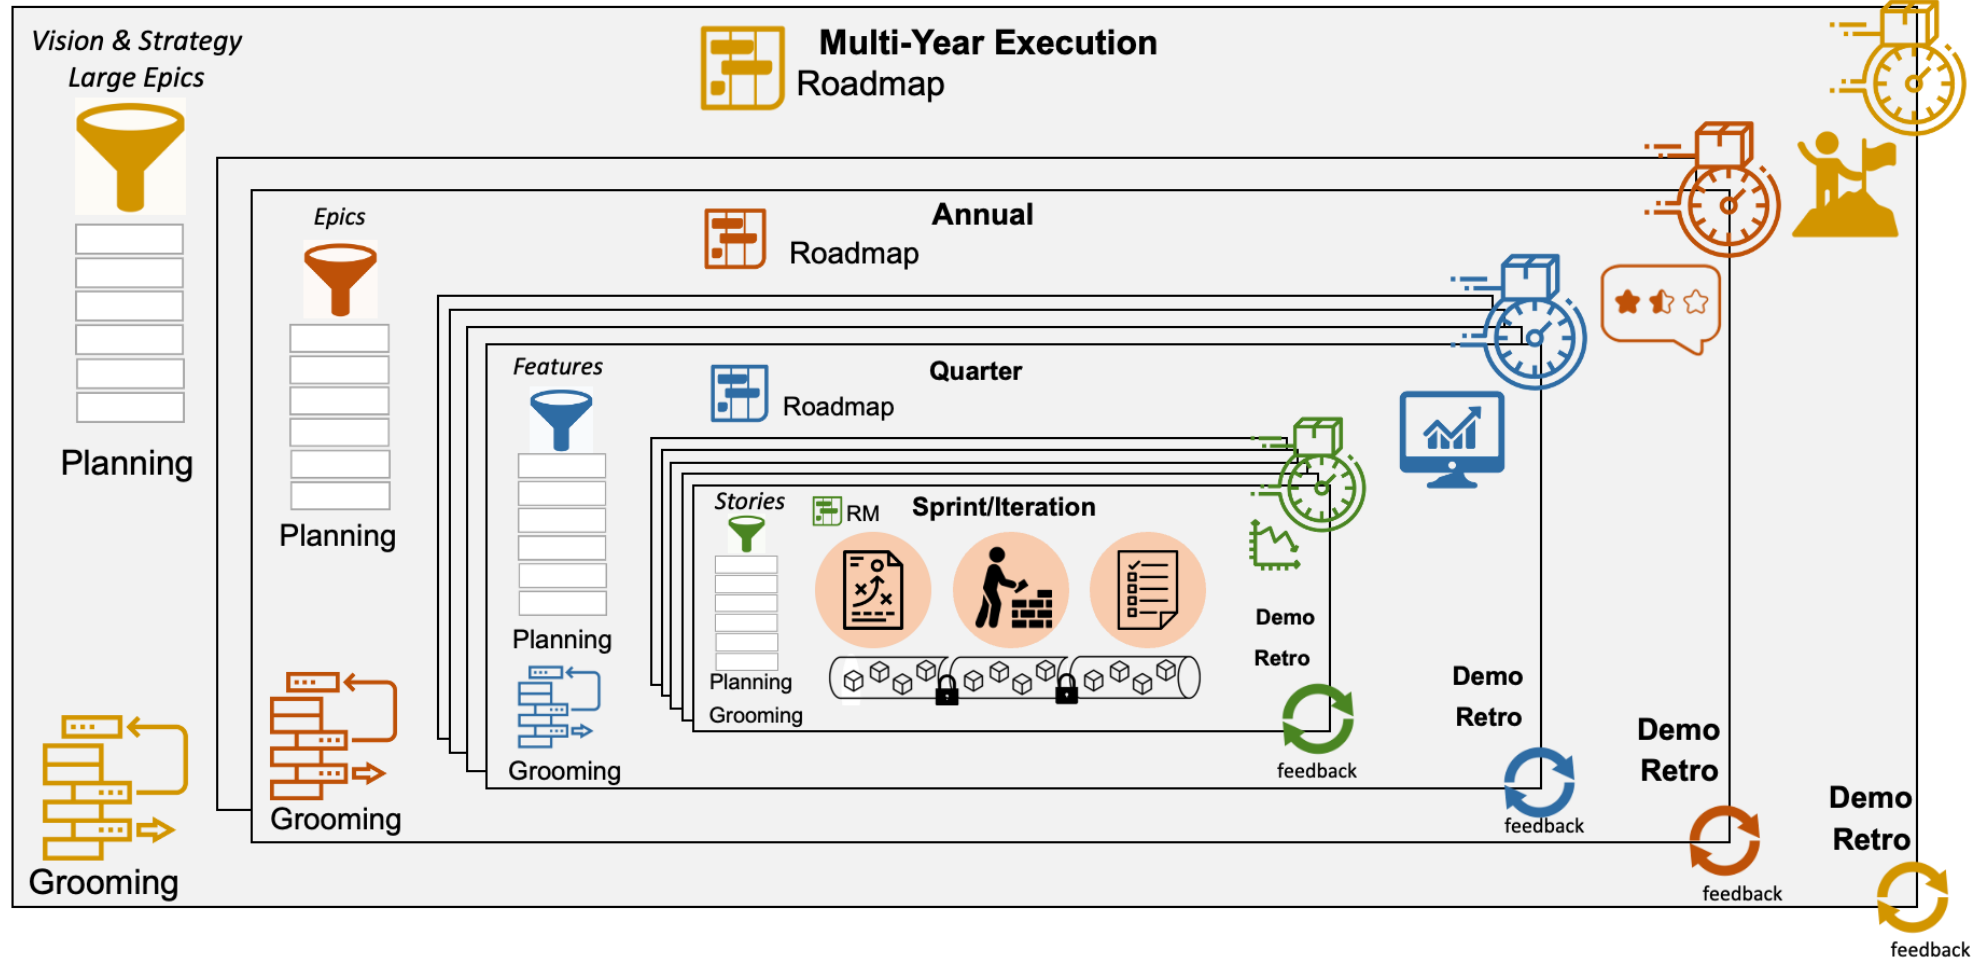 Vision & Strategy
Large Epics
Multi-Year Execution
Roadmap
Planning
Grooming
Epics
Annual
Roadmap
Planning
Grooming
Features
Quarter
Roadmap
Planning
Grooming
Stories
RM
Sprint/Iteration
Planning
Grooming
Demo
Retro
feedback
Demo
Retro
feedback
Demo
Retro
feedback
Demo
Retro
feedback